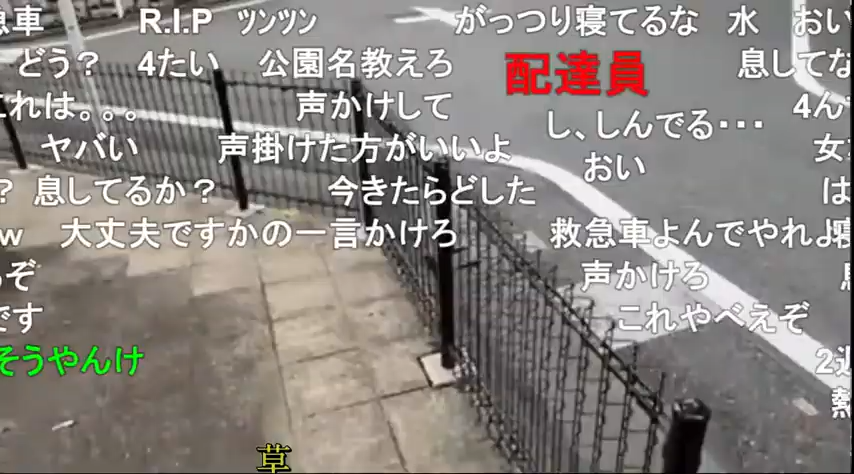 急車 R.I.P ツンツン がっつり寝てるな 水 おい
どう? 4たい 公園名教えろ 配達員 息してな
これは。。。 声かけして し、しんでる・・・ 4ん
ヤバい 声掛けた方がいいよ おい 女
? 息してるか? 今きたらどした は
w 大丈夫ですかの一言かけろ 救急車よんでやれよ
ぞ 声かけろ
です これやべえぞ
そうやんけ 2
熱
草